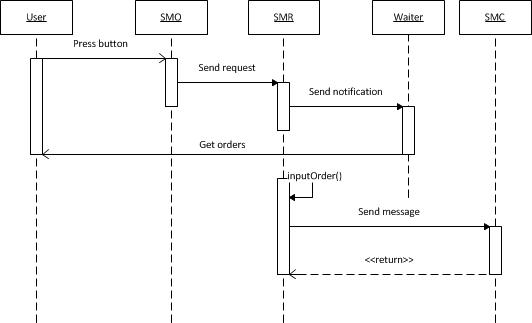 User SMO SMR Waiter SMC
Press button
Send request
Send notification
Get orders
inputOrder()
Send message
<<return>>